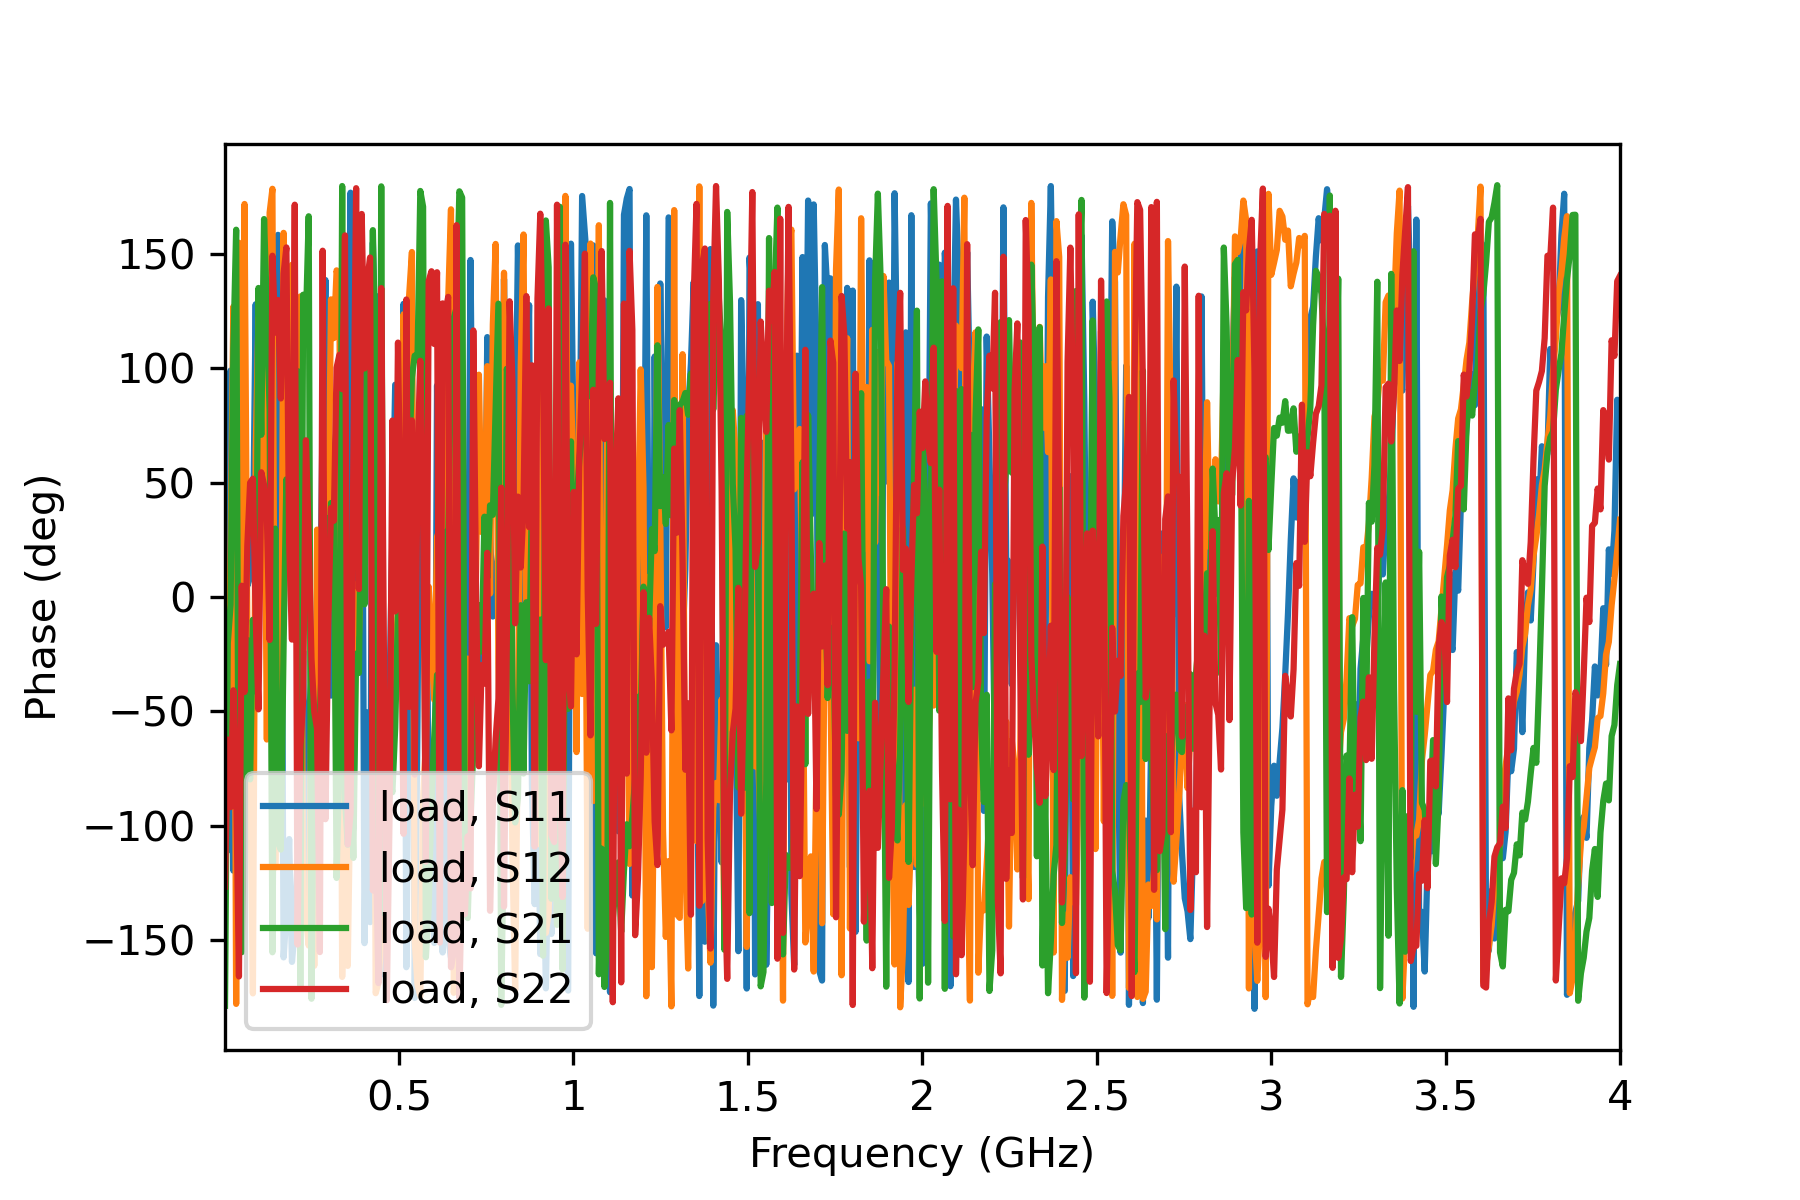 150
100
50
0
−50
−100
−150
Phase (deg)
load, S11
load, S12
load, S21
load, S22
0.5 1 1.5 2 2.5 3 3.5 4
Frequency (GHz)